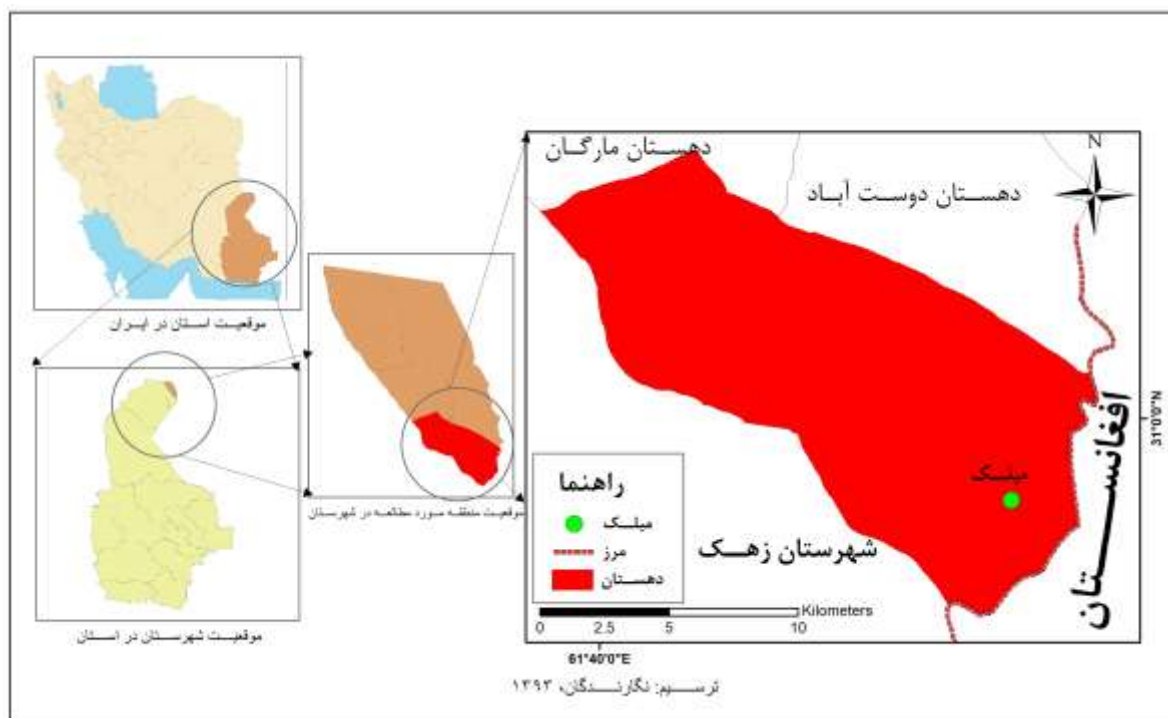 موقعیت استان در ایران
موقعیت شهرستان در استان
موقعیت منطقه مورد مطالعه در شهرستان
دهستان مارگان
دهستان دوست آباد
N
افغانستان
31°0'0"N
میلک
شهرستان زهک
راهنما
میلک
مرز
دهستان
Kilometers
0 2.5 5 10
61°40'0"E
ترسیم: نگارندگان، ۱۳۹۳